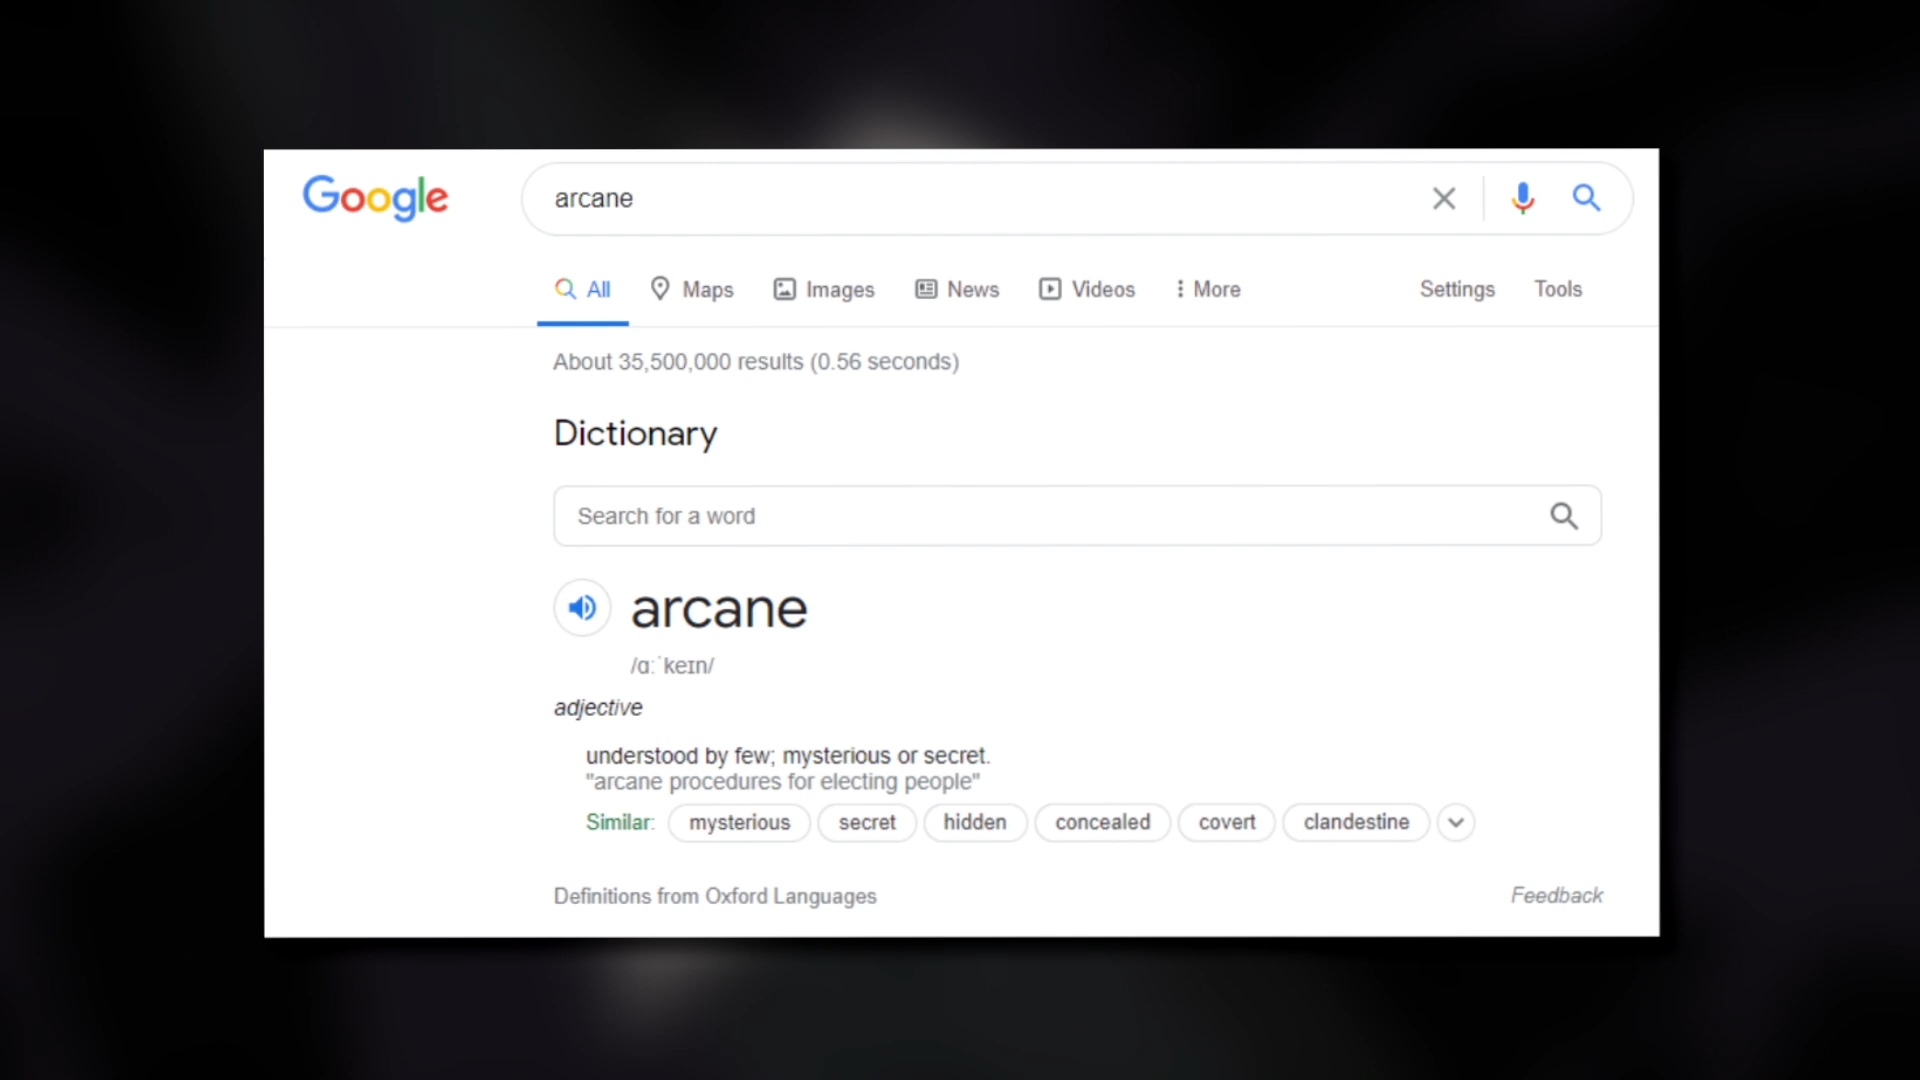 Google
arcane
All Maps Images News Videos More Settings Tools
About 35,500,000 results (0.56 seconds)
Dictionary
Search for a word
arcane
/ɑːˈkeɪn/
adjective
understood by few; mysterious or secret.
"arcane procedures for electing people"
Similar: mysterious secret hidden concealed covert clandestine
Definitions from Oxford Languages Feedback